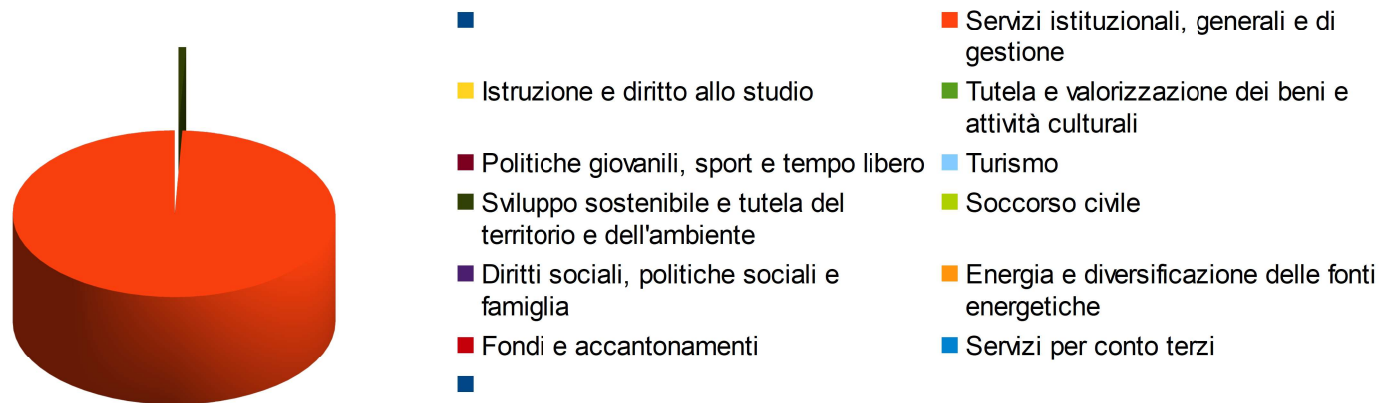 Servizi istituzionali, generali e di
gestione
Istruzione e diritto allo studio
Tutela e valorizzazione dei beni e
attività culturali
Politiche giovanili, sport e tempo libero
Turismo
Sviluppo sostenibile e tutela del
territorio e dell'ambiente
Soccorso civile
Diritti sociali, politiche sociali e
famiglia
Energia e diversificazione delle fonti
energetiche
Fondi e accantonamenti
Servizi per conto terzi